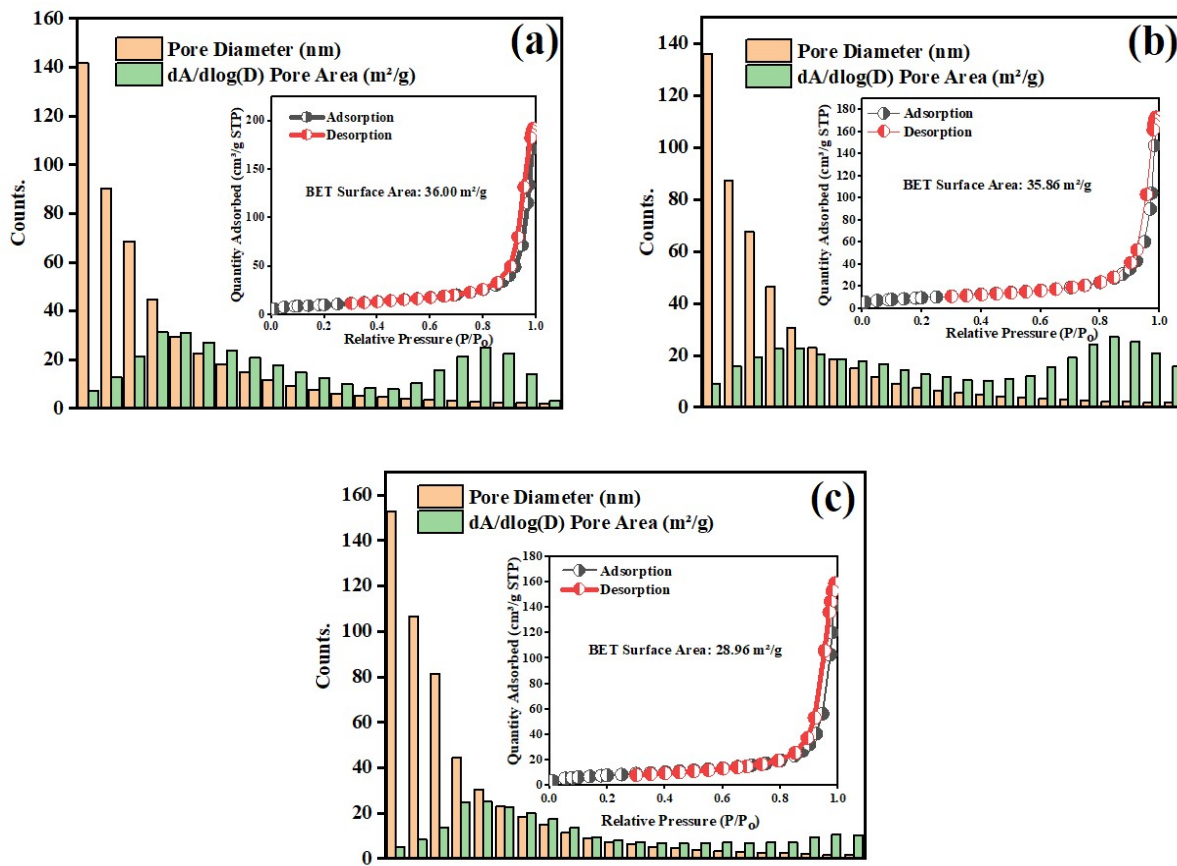 (a)
Pore Diameter (nm)
dA/dlog(D) Pore Area (m²/g)
Counts.
160
140
120
100
80
60
40
20
0
Adsorption
Desorption
BET Surface Area: 36.00 m²/g
Quantity Adsorbed (cm³/g STP)
200
150
100
50
0
0.0 0.2 0.4 0.6 0.8 1.0
Relative Pressure (P/Po)
(b)
Pore Diameter (nm)
dA/dlog(D) Pore Area (m²/g)
Counts.
140
120
100
80
60
40
20
0
Adsorption
Desorption
BET Surface Area: 35.86 m²/g
Quantity Adsorbed (cm³/g STP)
180
160
140
120
100
80
60
40
20
0
0.0 0.2 0.4 0.6 0.8 1.0
Relative Pressure (P/Po)
(c)
Pore Diameter (nm)
dA/dlog(D) Pore Area (m²/g)
Counts.
160
140
120
100
80
60
40
20
0
Adsorption
Desorption
BET Surface Area: 28.96 m²/g
Quantity Adsorbed (cm³/g STP)
180
160
140
120
100
80
60
40
20
0
0.0 0.2 0.4 0.6 0.8 1.0
Relative Pressure (P/Po)